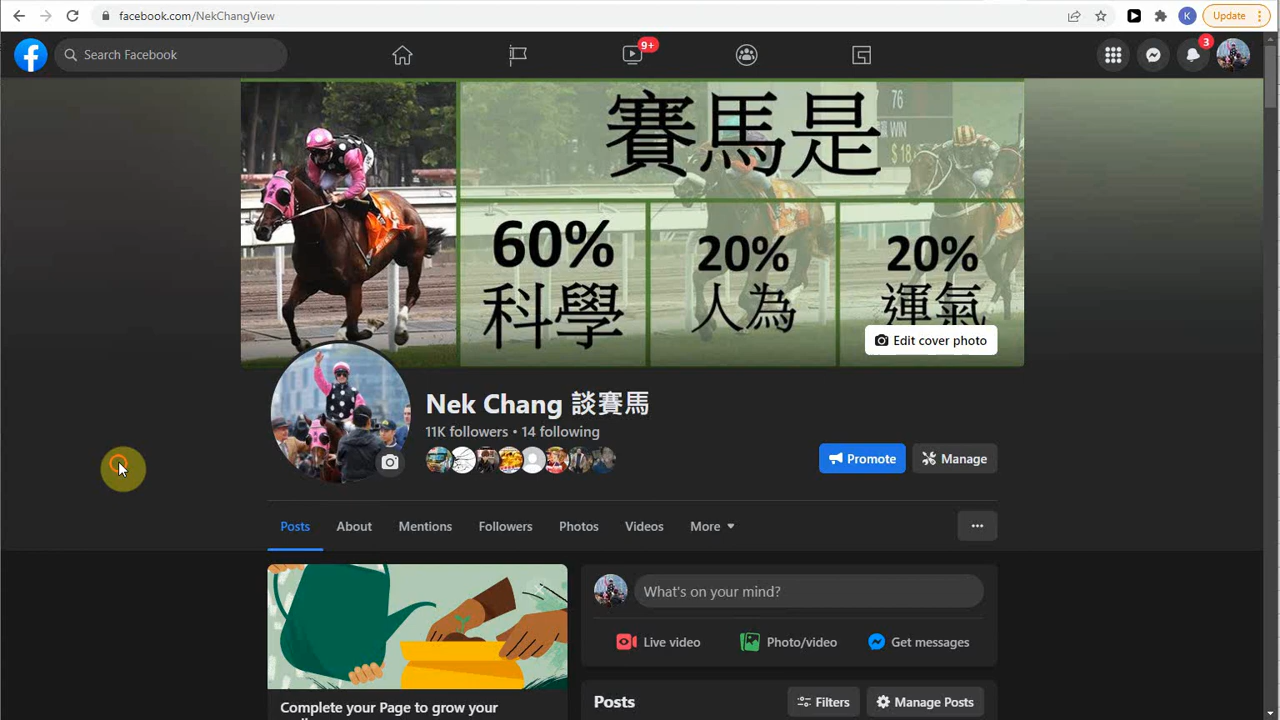 facebook.com/NekChangView
K
Update
Search Facebook
9+
3
賽馬是
76
WIN
60%
科學
20%
人為
20%
運氣
Edit cover photo
Nek Chang 談賽馬
11K followers • 14 following
Promote
Manage
Posts
About
Mentions
Followers
Photos
Videos
More
What's on your mind?
Live video
Photo/video
Get messages
Complete your Page to grow your
Posts
Filters
Manage Posts